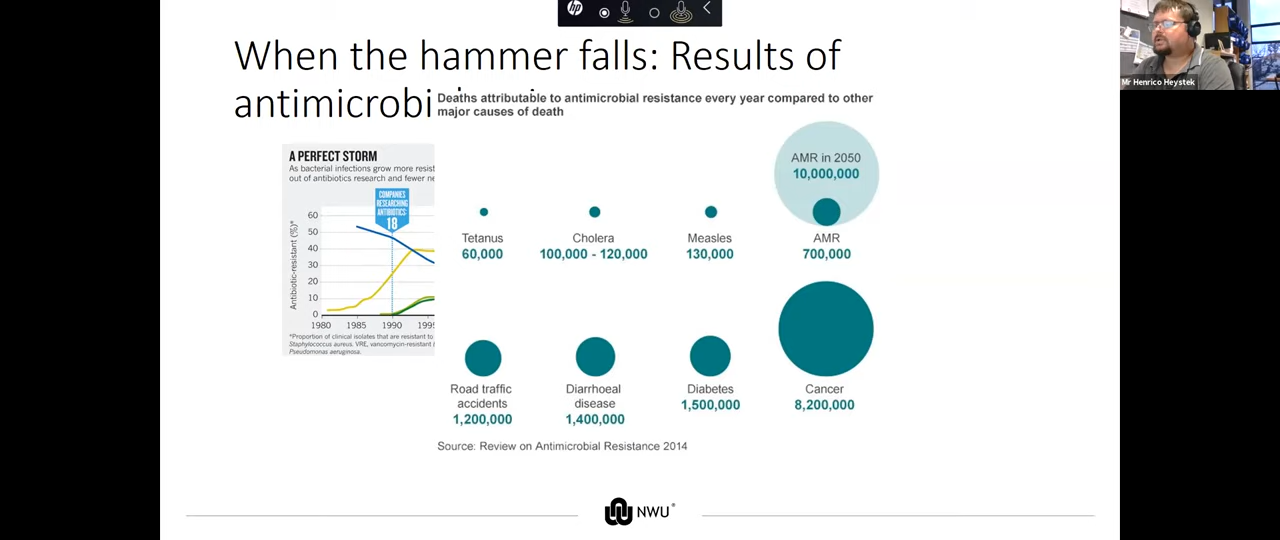 hp
Mr Henrico Heystek
When the hammer falls: Results of
antimicrobi
Deaths attributable to antimicrobial resistance every year compared to other
major causes of death
A PERFECT STORM
As bacterial infections grow more resist
out of antibiotics research and fewer ne
COMPANIES
RESEARCHING
ANTIBIOTICS:
18
Antibiotic-resistant (%)*
60
50
40
30
20
10
0
1980 1985 1990 1995
*Proportion of clinical isolates that are resistant to
Staphylococcus aureus. VRE, vancomycin-resistant
Pseudomonas aeruginosa.
AMR in 2050
10,000,000
Tetanus
60,000
Cholera
100,000 - 120,000
Measles
130,000
AMR
700,000
Road traffic
accidents
1,200,000
Diarrhoeal
disease
1,400,000
Diabetes
1,500,000
Cancer
8,200,000
Source: Review on Antimicrobial Resistance 2014
NWU®